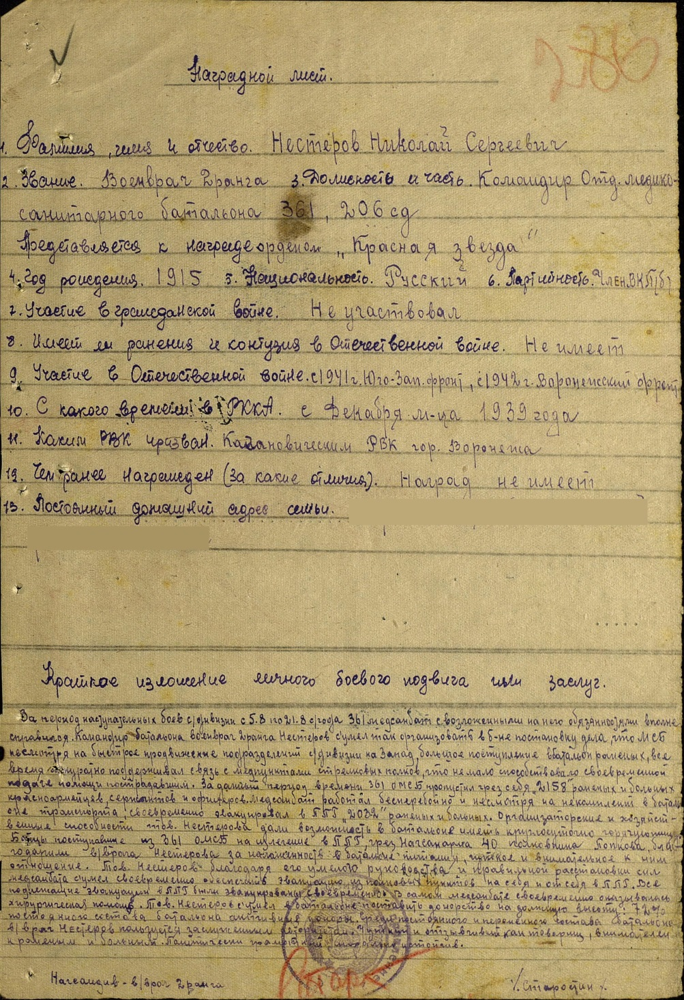 Наградной лист.
1. Фамилия, имя и отчество. Нестеров Николай Сергеевич
2. Звание. Военврач 2 ранга 3. Должность и часть. Командир Отд. медико-
санитарного батальона 361, 206 сд
Представляется к награде орденом „Красная звезда“
4. Год рождения. 1915 5. Национальность. Русский 6. Партийность. Член ВКП/б/
7. Участие в гражданской войне. Не участвовал
8. Имеет ли ранения и контузия в Отечественной войне. Не имеет
9. Участие в Отечественной войне. с 1941 г. Юго-Зап. фронт, с 1942 г. Воронежский фронт
10. С какого времени в РККА. с Декабря м-ца 1939 года
11. Каким РВК призван. Кагановическим РВК гор. Воронежа
12. Чем ранее награжден (за какие отличия). Наград не имеет
13. Постоянный домашний адрес семьи.
Краткое изложение личного боевого подвига или заслуг.
За период наступательных боев с/дивизии с 5.8 по 21.8 с/года 361 медсанбат с возложенными на него обязанностями вполне
справился. Командир батальона военврач 2 ранга Нестеров сумел так организовать в б-не постановку дела, что МСБ
несмотря на быстрое продвижение подразделений с/дивизии на Запад, большое поступление в батальон раненых, все
время аккуратно поддерживал связь с медпунктами стрелковых полков, что немало способствовало своевременной
подаче помощи пострадавшим. За данный период времени 361 ОМСБ пропустил через себя „2158“ раненых и больных
красноармейцев, сержантов и офицеров. Медсанбат работал бесперебойно и несмотря на некомплект в баталь
оне транспорта, своевременно эвакуировал в ППГ „2032“ раненых и больных. Организаторские и хозяйст-
венные способности тов. Нестерова дали возможность в батальоне иметь круглосуточно горячую пищу.
Бойцы поступавшие из 361 ОМСБ на излечение в ППГ, через Начсанарма 40 полковника Попкова, бла-
годарили в/врача Нестерова за налаженность в батальоне питания, чуткое и внимательное к ним
отношение. Тов. Нестеров благодаря его умелого руководства и правильной расстановки сил
медсанбата сумел своевременно обеспечить эвакуацию из полковых пунктов на себя и от себя в ППГ. Все
подлежащие эвакуации в ППГ были эвакуированы своевременно. В самом медсанбате своевременно оказывалась
хирургическая помощь. Тов. Нестеров сумел в батальоне поставить донорство на должную высоту: 72%
постоянного состава батальона активные доноры. Среди постоянного и переменного состава батальона
в/врач Нестеров пользуется заслуженным авторитетом. Чуткий и отзывчивый как товарищ, внимателен
к раненым и больным. Политически грамотный, морально устойчив.
Начсандив - в/врач 2 ранга /Старостин/